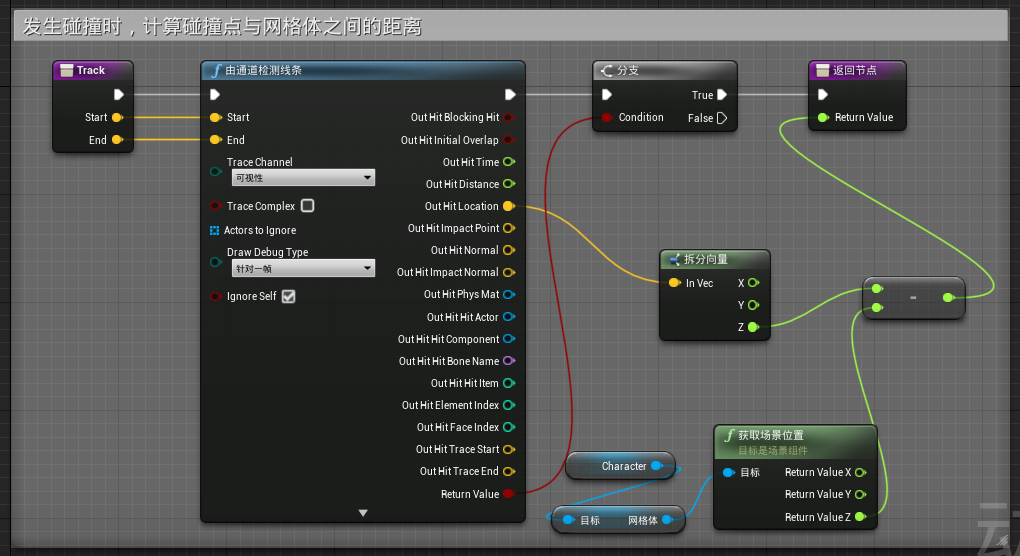 发生碰撞时，计算碰撞点与网格体之间的距离
Track
Start
End
由通道检测线条
Start
End
Trace Channel
可视性
Trace Complex
Actors to Ignore
Draw Debug Type
针对一帧
Ignore Self
Out Hit Blocking Hit
Out Hit Initial Overlap
Out Hit Time
Out Hit Distance
Out Hit Location
Out Hit Impact Point
Out Hit Normal
Out Hit Impact Normal
Out Hit Phys Mat
Out Hit Hit Actor
Out Hit Hit Component
Out Hit Hit Bone Name
Out Hit Hit Item
Out Hit Element Index
Out Hit Face Index
Out Hit Trace Start
Out Hit Trace End
Return Value
分支
Condition
True
False
返回节点
Return Value
拆分向量
In Vec
X
Y
Z
-
Character
目标 网格体
获取场景位置
目标是场景组件
目标
Return Value X
Return Value Y
Return Value Z